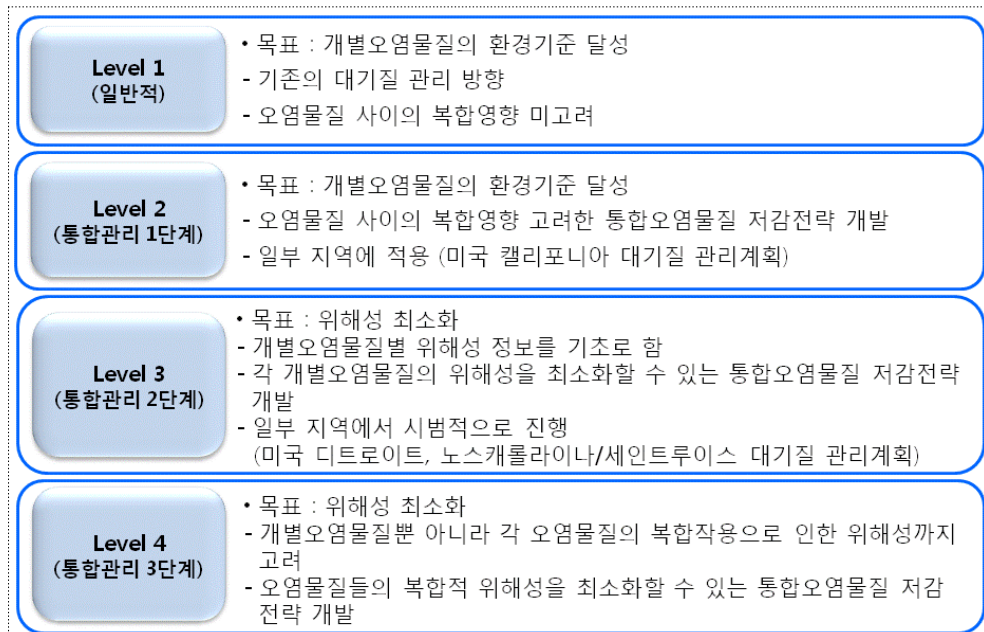 Level 1
(일반적)
• 목표 : 개별오염물질의 환경기준 달성
- 기존의 대기질 관리 방향
- 오염물질 사이의 복합영향 미고려
Level 2
(통합관리 1단계)
• 목표 : 개별오염물질의 환경기준 달성
- 오염물질 사이의 복합영향 고려한 통합오염물질 저감전략 개발
- 일부 지역에 적용 (미국 캘리포니아 대기질 관리계획)
Level 3
(통합관리 2단계)
• 목표 : 위해성 최소화
- 개별오염물질별 위해성 정보를 기초로 함
- 각 개별오염물질의 위해성을 최소화할 수 있는 통합오염물질 저감전략
개발
- 일부 지역에서 시범적으로 진행
(미국 디트로이트, 노스캐롤라이나/세인트루이스 대기질 관리계획)
Level 4
(통합관리 3단계)
• 목표 : 위해성 최소화
- 개별오염물질뿐 아니라 각 오염물질의 복합작용으로 인한 위해성까지
고려
- 오염물질들의 복합적 위해성을 최소화할 수 있는 통합오염물질 저감
전략 개발